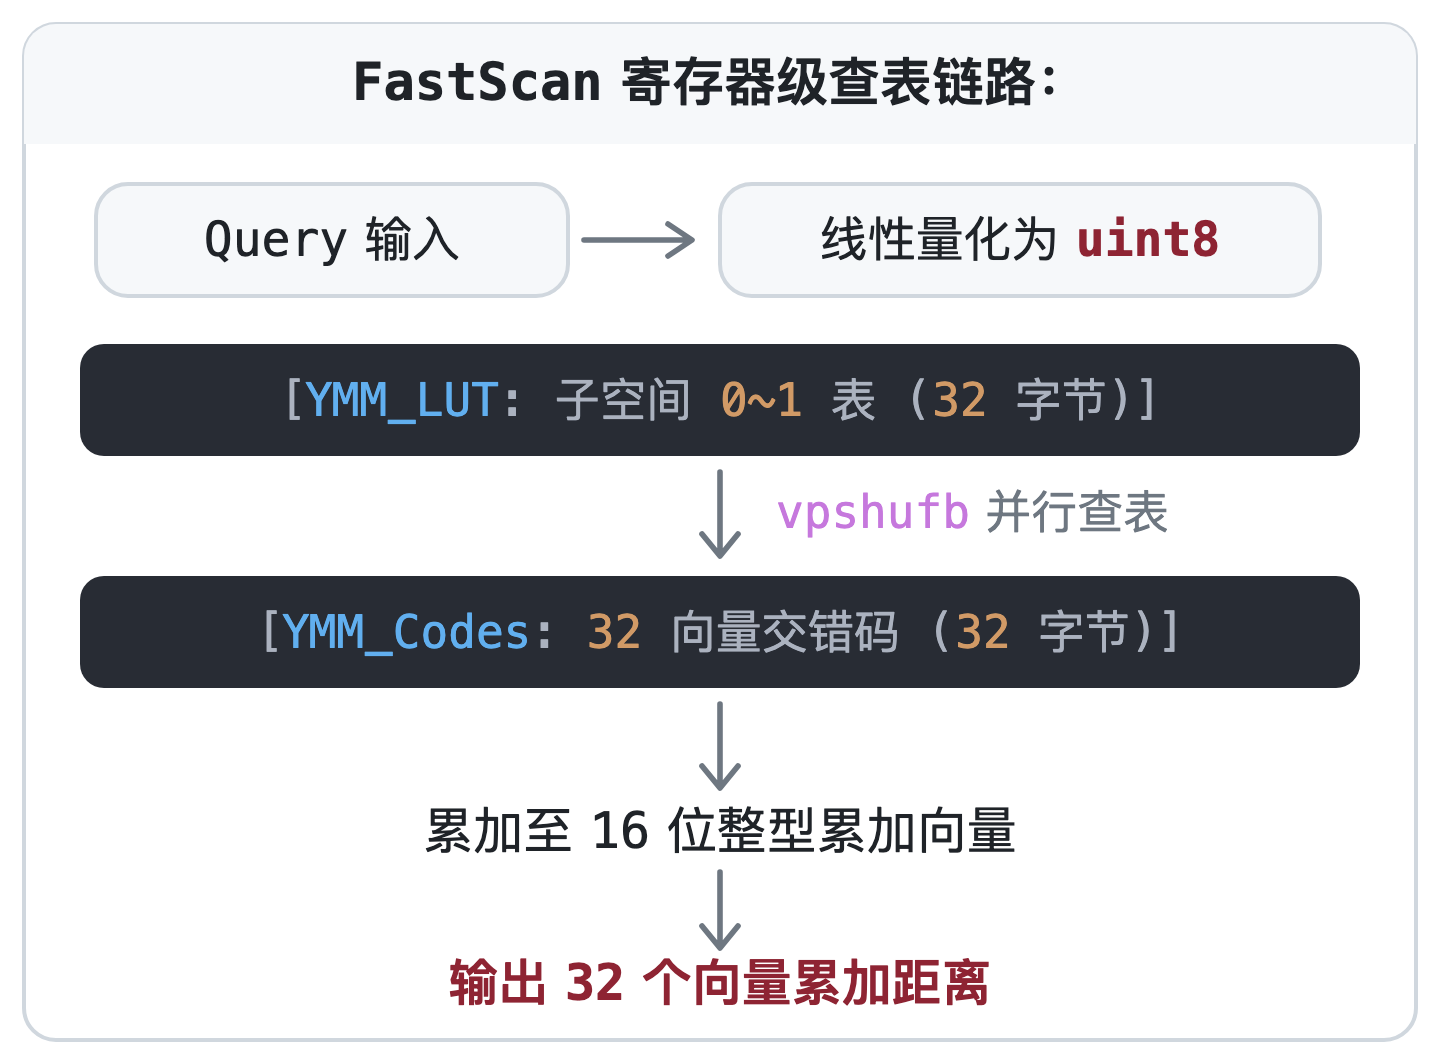 FastScan 寄存器级查表链路：
Query 输入
线性量化为 uint8
[YMM_LUT: 子空间 0~1 表 (32 字节)]
vpshufb 并行查表
[YMM_Codes: 32 向量交错码 (32 字节)]
累加至 16 位整型累加向量
输出 32 个向量累加距离